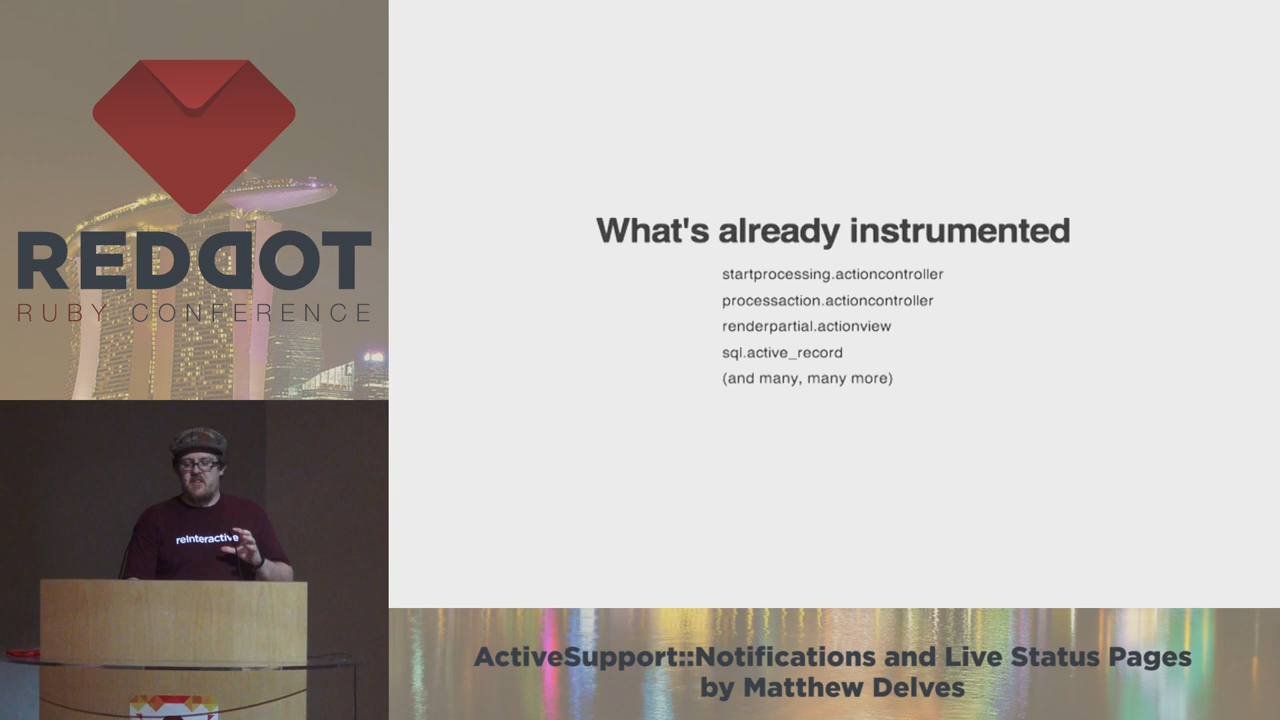 REDDOT
RUBY CONFERENCE
What's already instrumented
startprocessing.actioncontroller
processaction.actioncontroller
renderpartial.actionview
sql.active_record
(and many, many more)
reinteractive
ActiveSupport::Notifications and Live Status Pages
by Matthew Delves